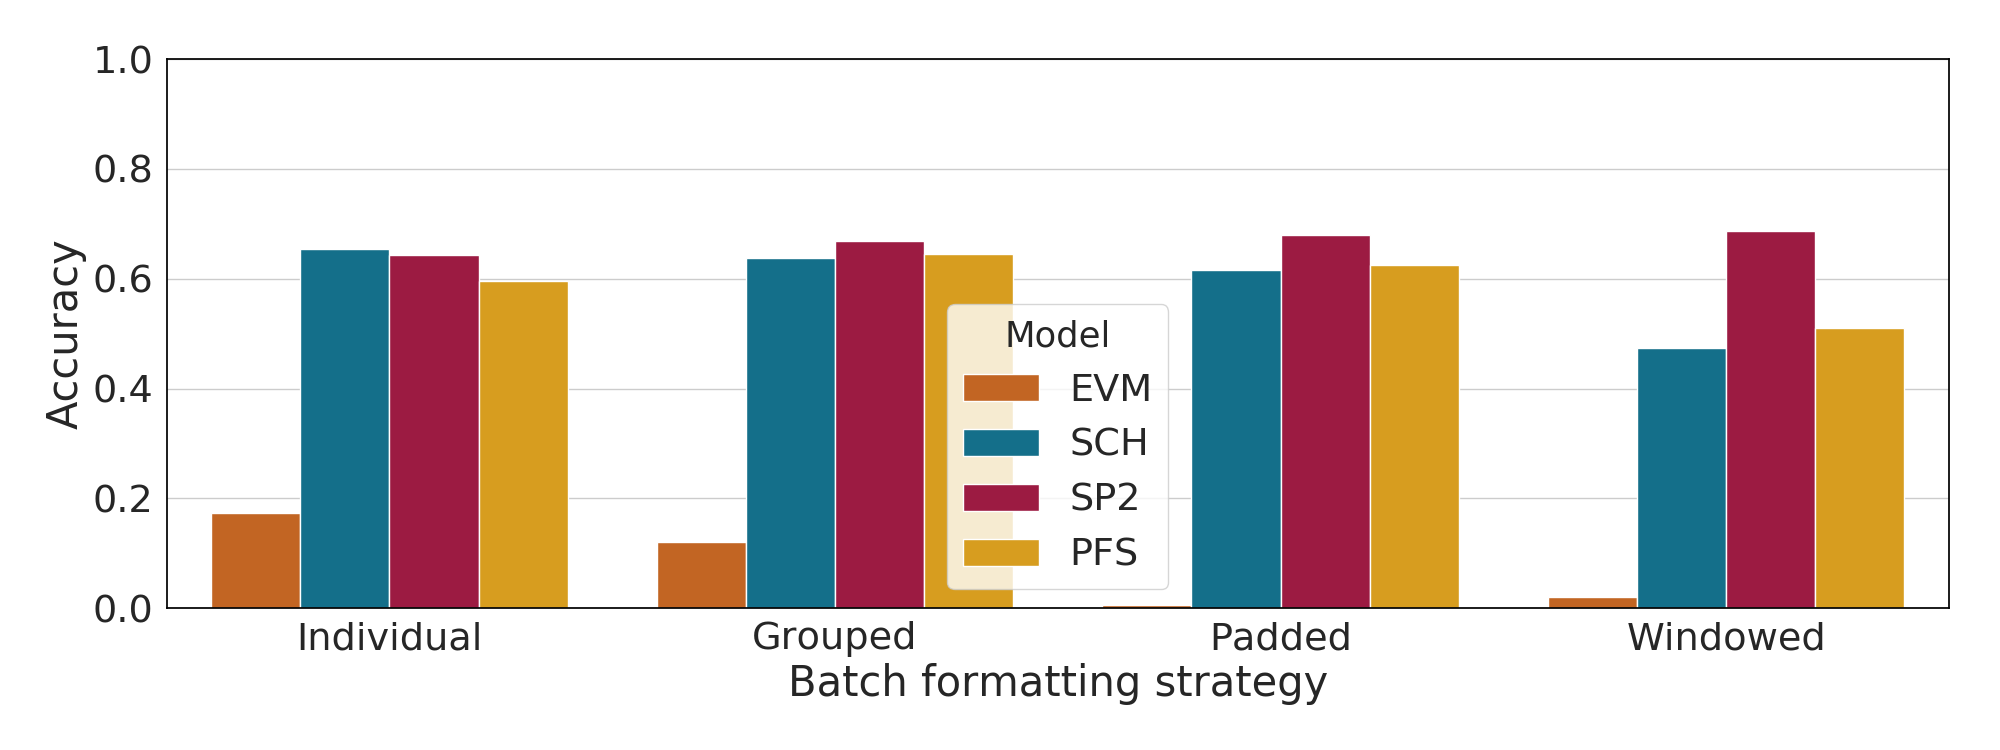 1.0
0.8
0.6
0.4
0.2
0.0
Accuracy
Model
EVM
SCH
SP2
PFS
Individual Grouped Padded Windowed
Batch formatting strategy